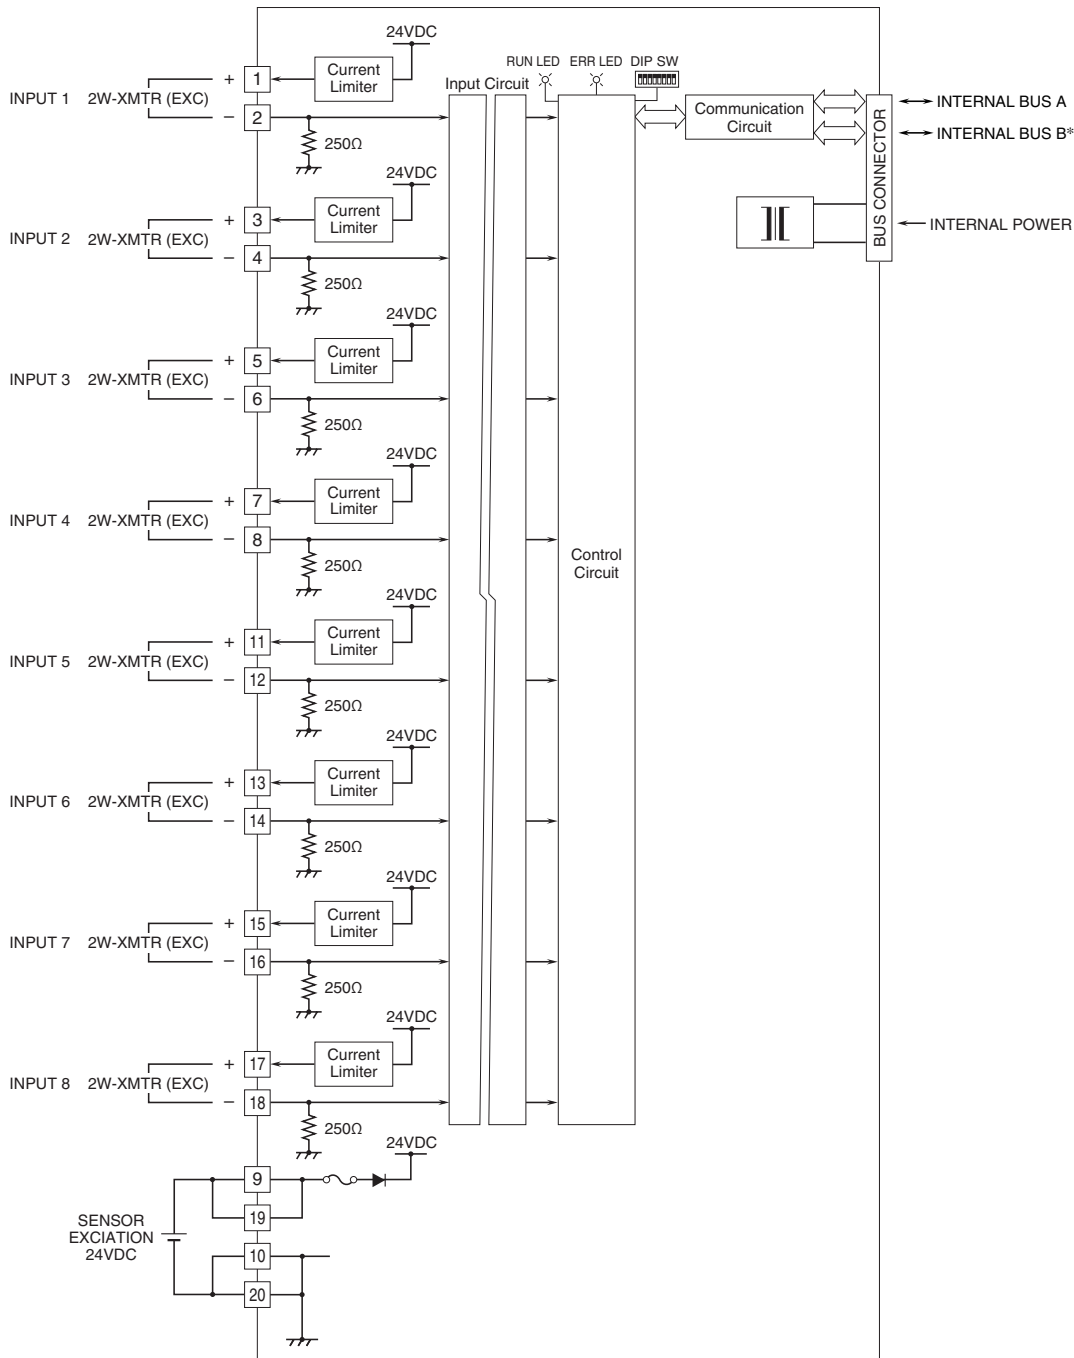 24VDC
RUN LED ERR LED DIP SW
Input Circuit
INPUT 1 2W-XMTR (EXC)
+ 1
Current
Limiter
− 2
250Ω
Communication
Circuit
BUS CONNECTOR
INTERNAL BUS A
INTERNAL BUS B*
INTERNAL POWER
24VDC
INPUT 2 2W-XMTR (EXC)
+ 3
Current
Limiter
− 4
250Ω
24VDC
INPUT 3 2W-XMTR (EXC)
+ 5
Current
Limiter
− 6
250Ω
24VDC
INPUT 4 2W-XMTR (EXC)
+ 7
Current
Limiter
− 8
250Ω
Control
Circuit
24VDC
INPUT 5 2W-XMTR (EXC)
+ 11
Current
Limiter
− 12
250Ω
24VDC
INPUT 6 2W-XMTR (EXC)
+ 13
Current
Limiter
− 14
250Ω
24VDC
INPUT 7 2W-XMTR (EXC)
+ 15
Current
Limiter
− 16
250Ω
24VDC
INPUT 8 2W-XMTR (EXC)
+ 17
Current
Limiter
− 18
250Ω
24VDC
9
19
SENSOR
EXCIATION
24VDC
10
20